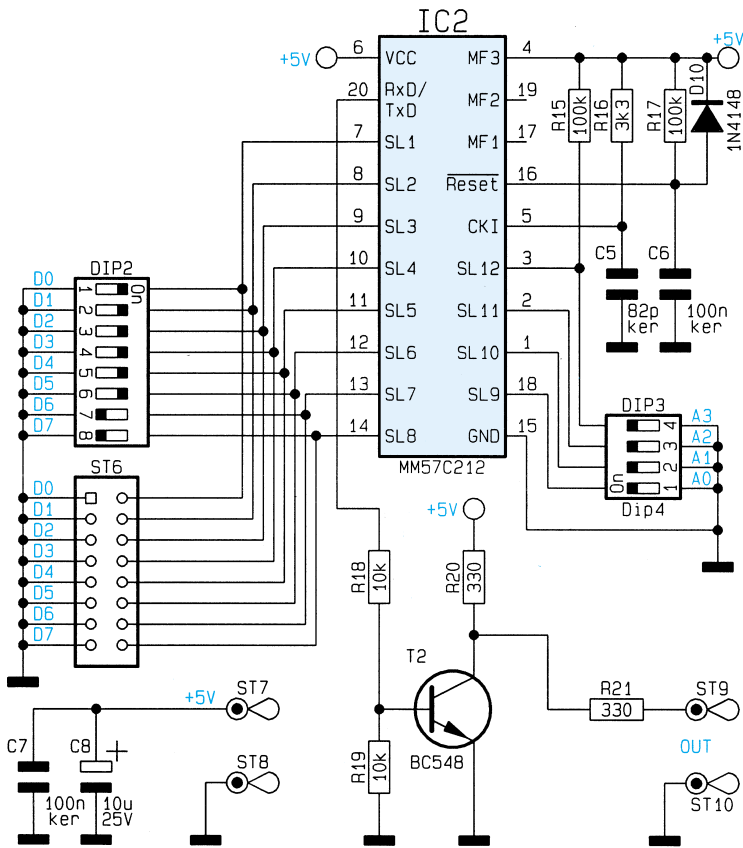 IC2
+5V
6
VCC
MF3
4
+5V
20
RxD/
TxD
MF2
19
7
SL1
MF1
17
8
SL2
Reset
16
9
SL3
CKI
5
10
SL4
SL12
3
11
SL5
SL11
2
12
SL6
SL10
1
13
SL7
SL9
18
14
SL8
GND
15
MM57C212
R15
100k
R16
3k3
R17
100k
D10
1N4148
C5
82p
ker
C6
100n
ker
DIP2
On
D0
1
D1
2
D2
3
D3
4
D4
5
D5
6
D6
7
D7
8
DIP3
4
A3
3
A2
2
A1
On
1
A0
Dip4
ST6
D0
D1
D2
D3
D4
D5
D6
D7
+5V
R18
10k
R20
330
T2
BC548
R19
10k
R21
330
ST9
OUT
ST10
+5V
ST7
ST8
C7
100n
ker
C8
+
10u
25V